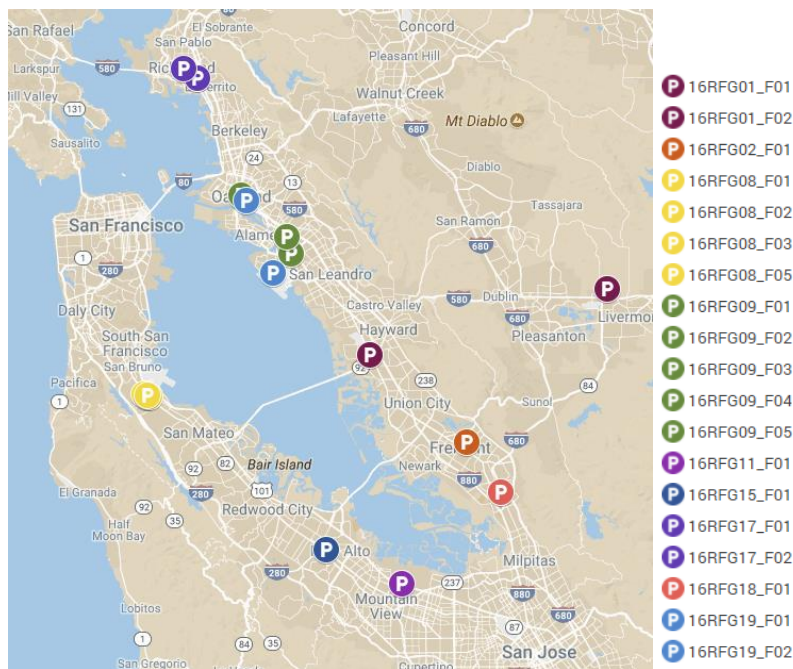 El Sobrante
Concord
San Rafael
San Pablo
Larkspur
580
Pleasant Hill
Walnut Creek
Mill Valley
131
Lafayette
680
Mt Diablo
Berkeley
Sausalito
24
Diablo
80
13
580
Tassajara
San Francisco
San Ramon
680
1
280
San Leandro
Daly City
Castro Valley
580
Dublin
Livermore
South San
Francisco
Hayward
Pleasanton
San Bruno
92
Pacifica
238
84
1
Union City
Sunol
San Mateo
680
92
82
Bair Island
Newark
280
101
880
El Granada
Redwood City
92
35
Half
Moon Bay
Alto
Milpitas
280
237
Mountain
View
880
680
Lobitos
1
84
35
87
San Jose
San Gregorio
Cupertino
P 16RFG01_F01
P 16RFG01_F02
P 16RFG02_F01
P 16RFG08_F01
P 16RFG08_F02
P 16RFG08_F03
P 16RFG08_F05
P 16RFG09_F01
P 16RFG09_F02
P 16RFG09_F03
P 16RFG09_F04
P 16RFG09_F05
P 16RFG11_F01
P 16RFG15_F01
P 16RFG17_F01
P 16RFG17_F02
P 16RFG18_F01
P 16RFG19_F01
P 16RFG19_F02